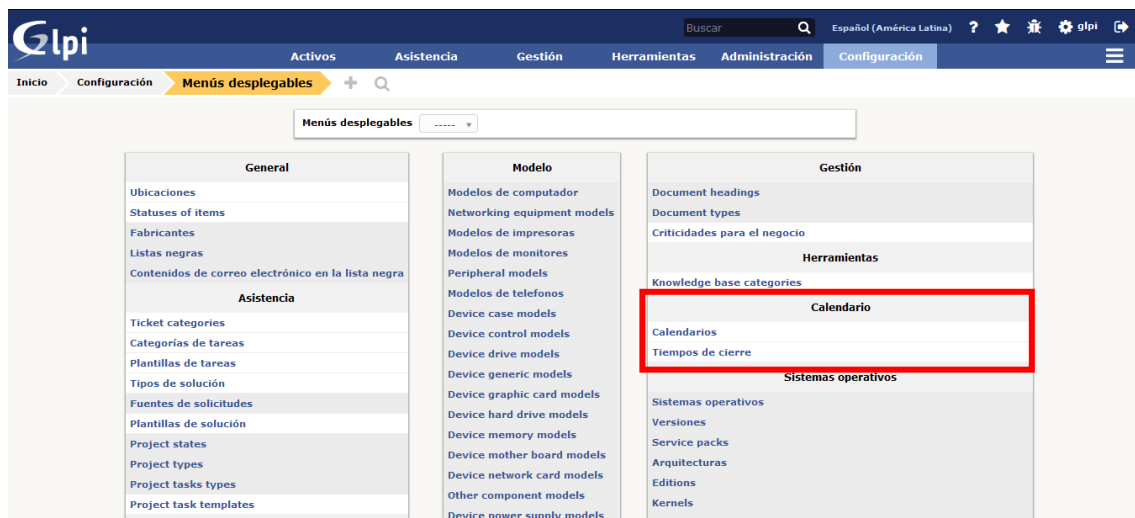 Glpi
Buscar
Español (América Latina)
?
glpi
Activos
Asistencia
Gestión
Herramientas
Administración
Configuración
Inicio
Configuración
Menús desplegables
Menús desplegables
-----
General
Ubicaciones
Statuses of items
Fabricantes
Listas negras
Contenidos de correo electrónico en la lista negra
Asistencia
Ticket categories
Categorías de tareas
Plantillas de tareas
Tipos de solución
Fuentes de solicitudes
Plantillas de solución
Project states
Project types
Project tasks types
Project task templates
Modelo
Modelos de computador
Networking equipment models
Modelos de impresoras
Modelos de monitores
Peripheral models
Modelos de telefonos
Device case models
Device control models
Device drive models
Device generic models
Device graphic card models
Device hard drive models
Device memory models
Device mother board models
Device network card models
Other component models
Device power supply models
Gestión
Document headings
Document types
Criticidades para el negocio
Herramientas
Knowledge base categories
Calendario
Calendarios
Tiempos de cierre
Sistemas operativos
Sistemas operativos
Versiones
Service packs
Arquitecturas
Editions
Kernels